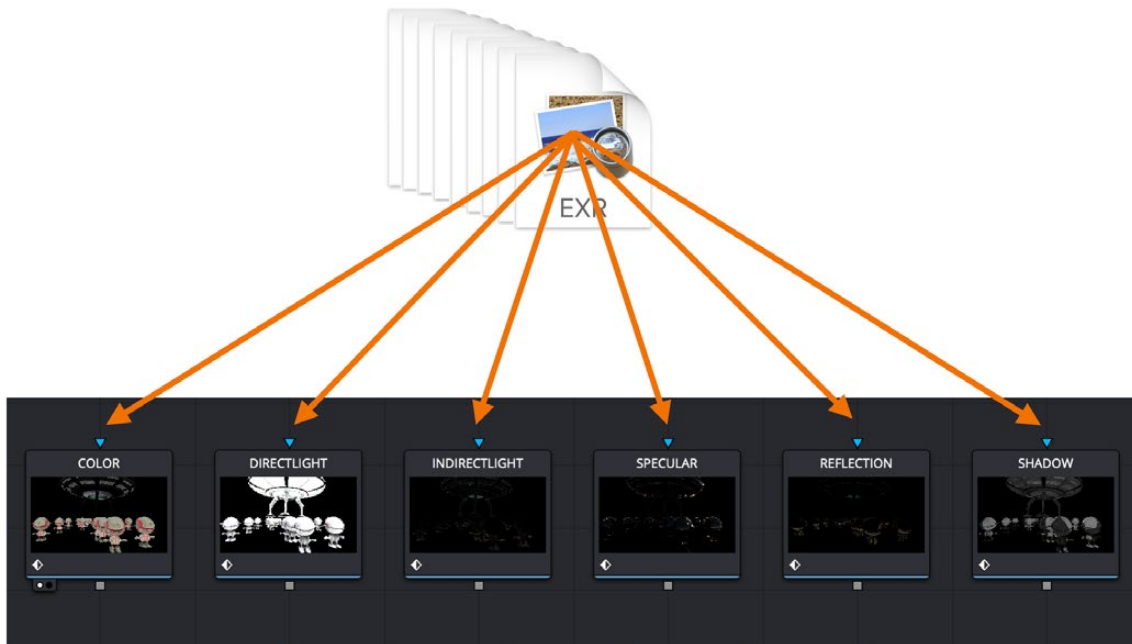 EXR
COLOR
DIRECTLIGHT
INDIRECTLIGHT
SPECULAR
REFLECTION
SHADOW